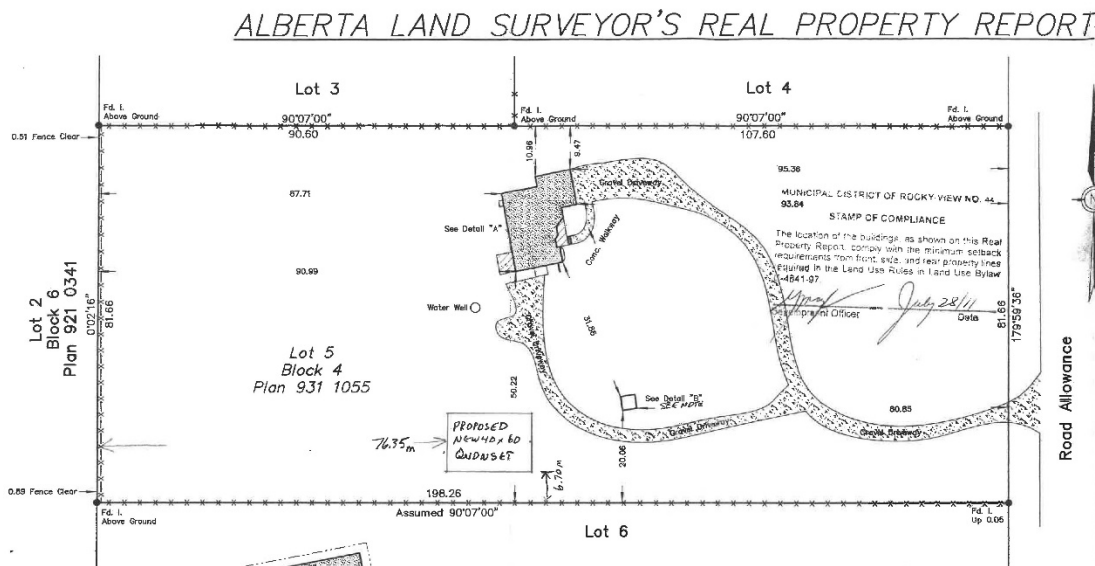 ALBERTA LAND SURVEYOR'S REAL PROPERTY REPORT
Lot 3
Lot 4
Fd. I.
Above Ground
90°07'00"
90.60
Fd. I.
Above Ground
90°07'00"
107.60
Fd. I.
Above Ground
0.51 Fence Clear
10.96
9.47
Gravel Driveway
95.36
87.71
MUNICIPAL DISTRICT OF ROCKY VIEW NO. 44
93.84
STAMP OF COMPLIANCE
See Detail "A"
Conc. Walkway
The location of the buildings, as shown on this Real
Property Report, comply with the minimum setback
requirements from front, side, and rear property lines
required in the Land Use Rules in Land Use Bylaw
-4841-97
90.99
Development Officer
July 28/11
Date
Lot 2
Block 6
Plan 921 0341
0°02'16"
81.66
Water Well
Gravel Driveway
31.86
81.66
179°59'36"
Lot 5
Block 4
Plan 931 1055
50.22
See Detail "B"
SEE NOTE
60.85
Gravel Driveway
Gravel Driveway
Road Allowance
PROPOSED
NEW 40 x 60
QUONSET
76.35m
20.06
6.70m
0.89 Fence Clear
198.26
Fd. I.
Above Ground
Assumed 90°07'00"
Fd. I.
Up 0.05
Lot 6